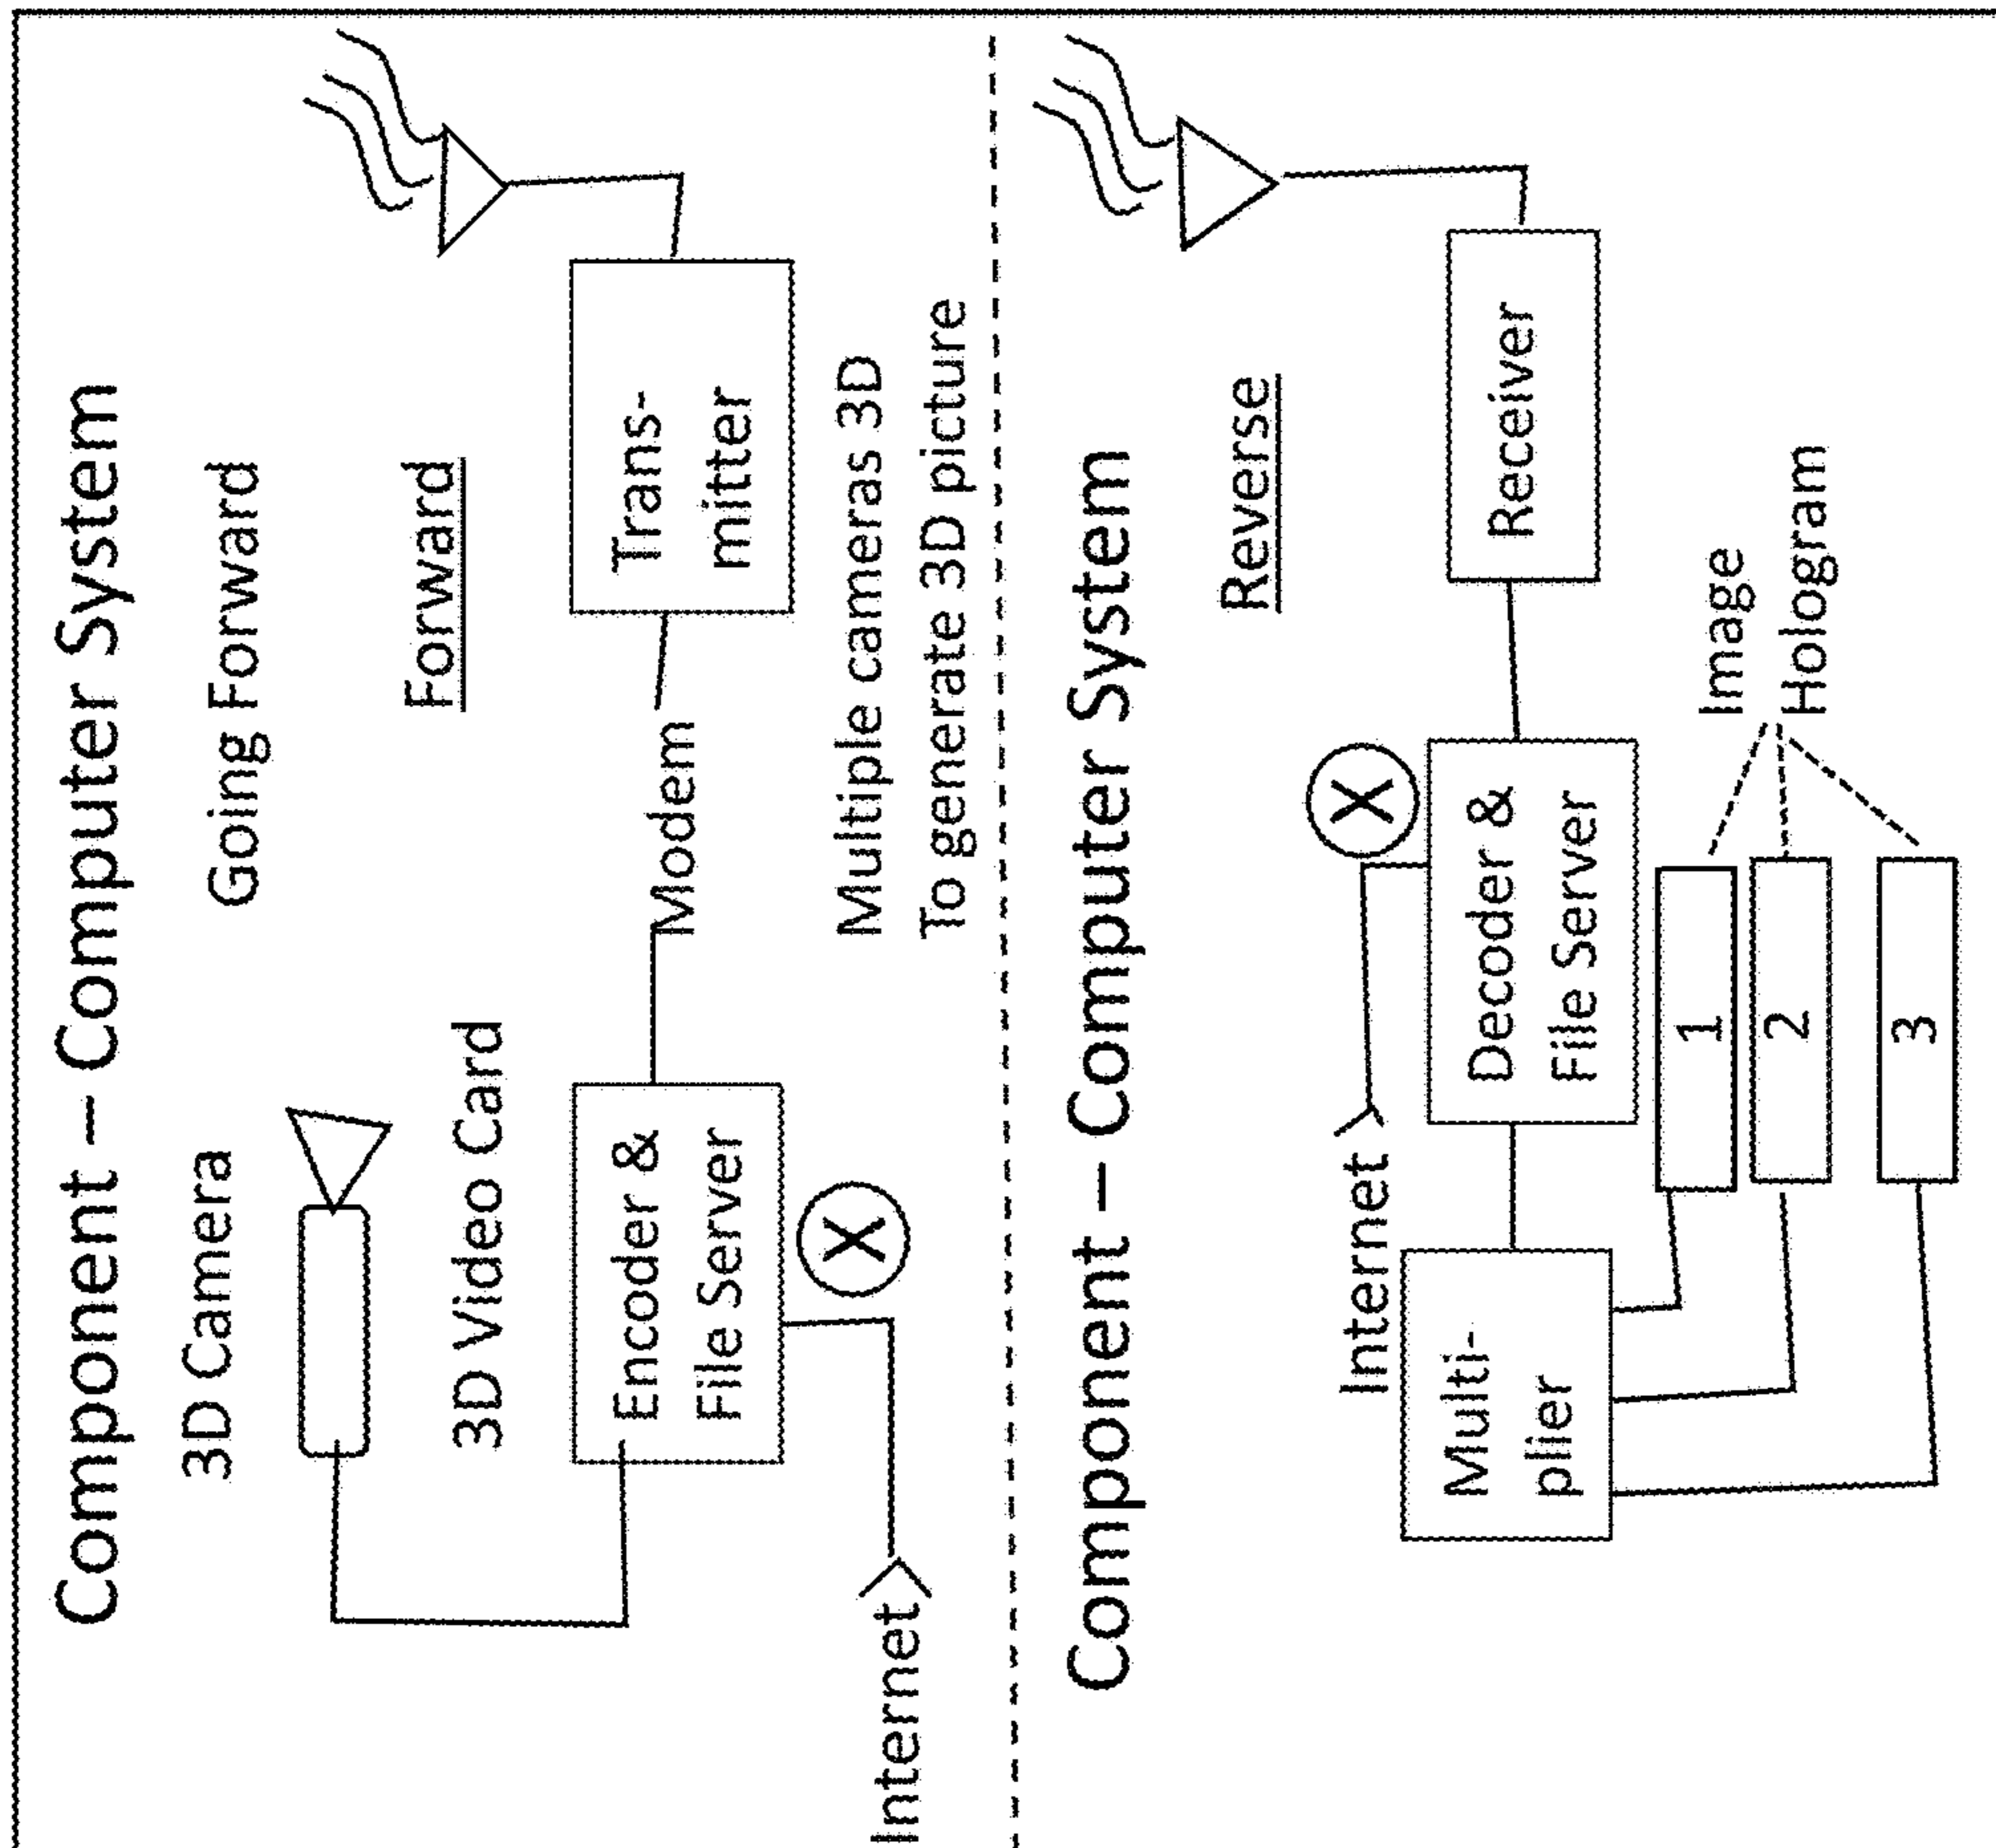 Component – Computer System
3D Camera
Going Forward
Forward
3D Video Card
Encoder &
File Server
Modem
Trans-
mitter
X
Internet
Multiple cameras 3D
To generate 3D picture
Component – Computer System
Reverse
Internet
X
Multi-
plier
Decoder &
File Server
Receiver
1
2
3
Image
Hologram